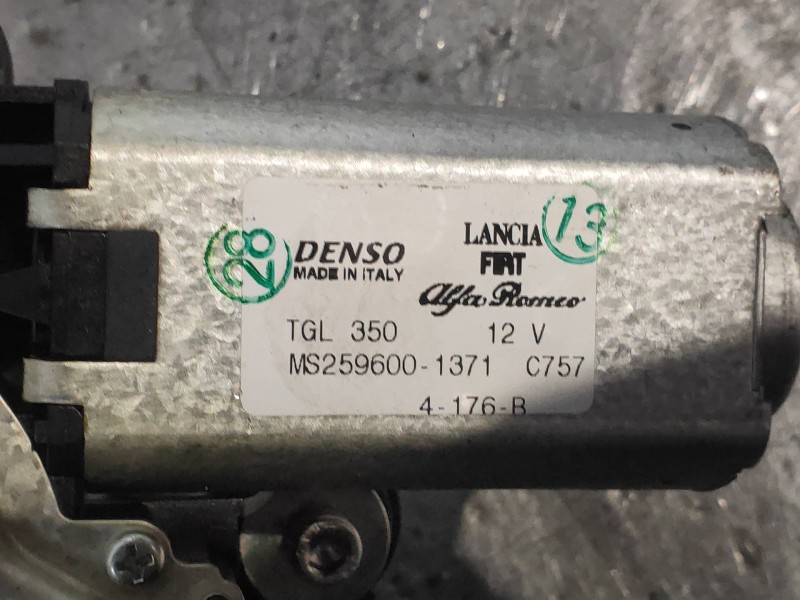 28
DENSO
MADE IN ITALY
LANCIA
13
FIAT
Alfa Romeo
TGL 350 12 V
MS259600-1371 C757
4-176-B